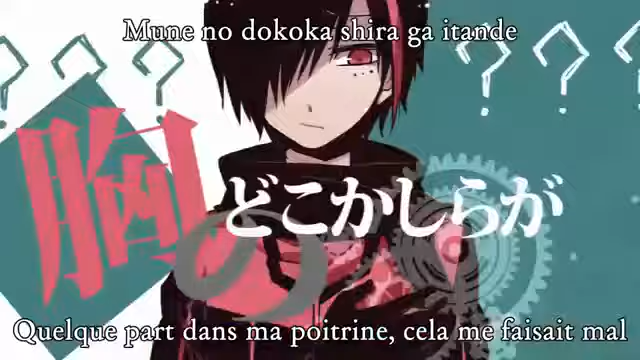 Mune no dokoka shira ga itande
? ? ? ? ? ? ?
胸の
どこかしらが
Quelque part dans ma poitrine, cela me faisait mal